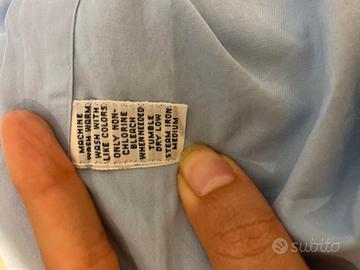 MACHINE
WASH WARM
WASH WITH
LIKE COLORS
ONLY NON-
CHLORINE
BLEACH
WHEN NEEDED
TUMBLE
DRY LOW
STEAM IRON
MEDIUM
subito